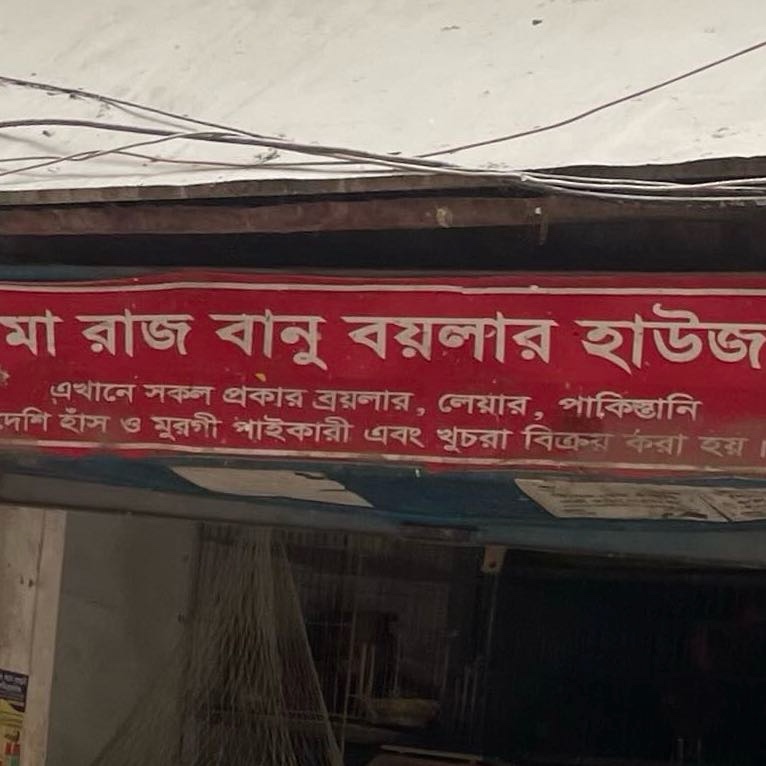 মা রাজ বানু বয়লার হাউজ
এখানে সকল প্রকার ব্রয়লার, লেয়ার, পাকিস্তানি
দেশি হাঁস ও মুরগী পাইকারী এবং খুচরা বিক্রয় করা হয়।